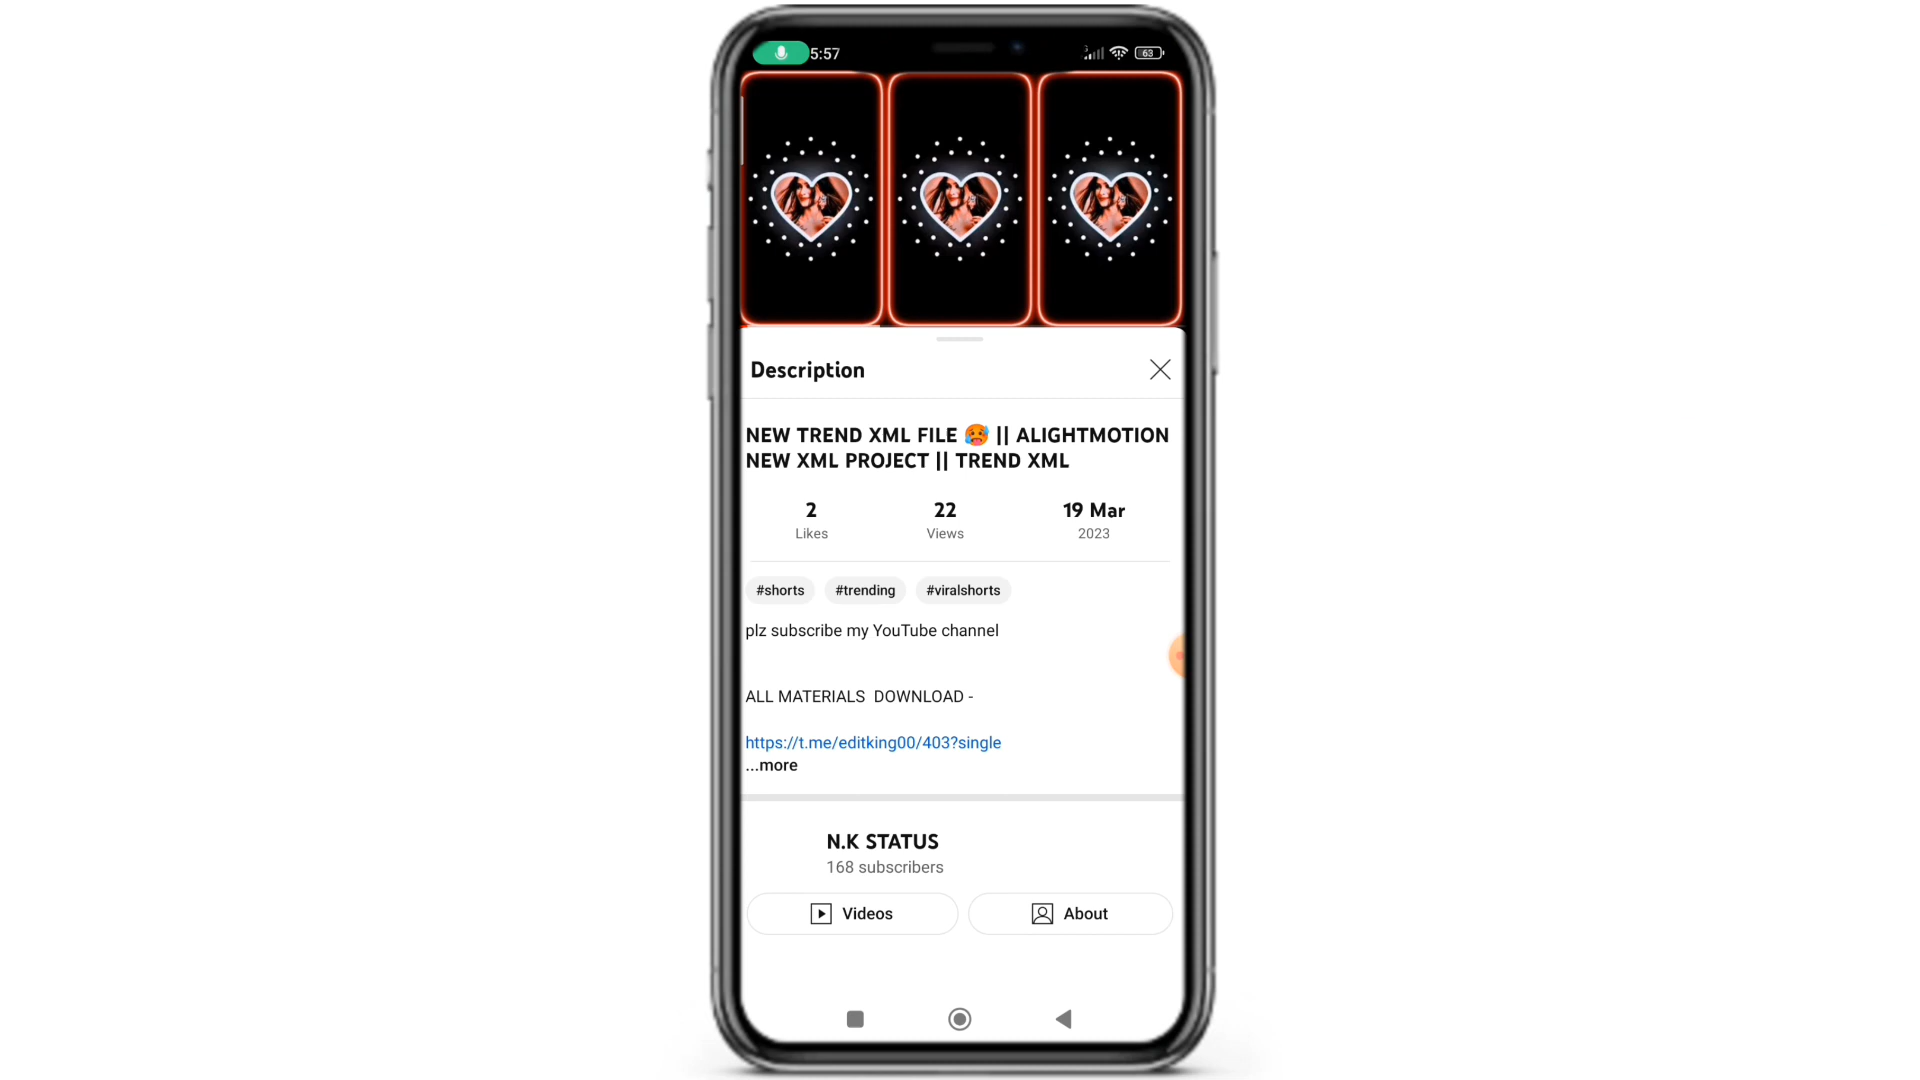 5:57
63
Description
NEW TREND XML FILE 🥵 || ALIGHTMOTION
NEW XML PROJECT || TREND XML
2 22 19 Mar
Likes Views 2023
#shorts #trending #viralshorts
plz subscribe my YouTube channel
ALL MATERIALS DOWNLOAD -
https://t.me/editking00/403?single
...more
N.K STATUS
168 subscribers
Videos About